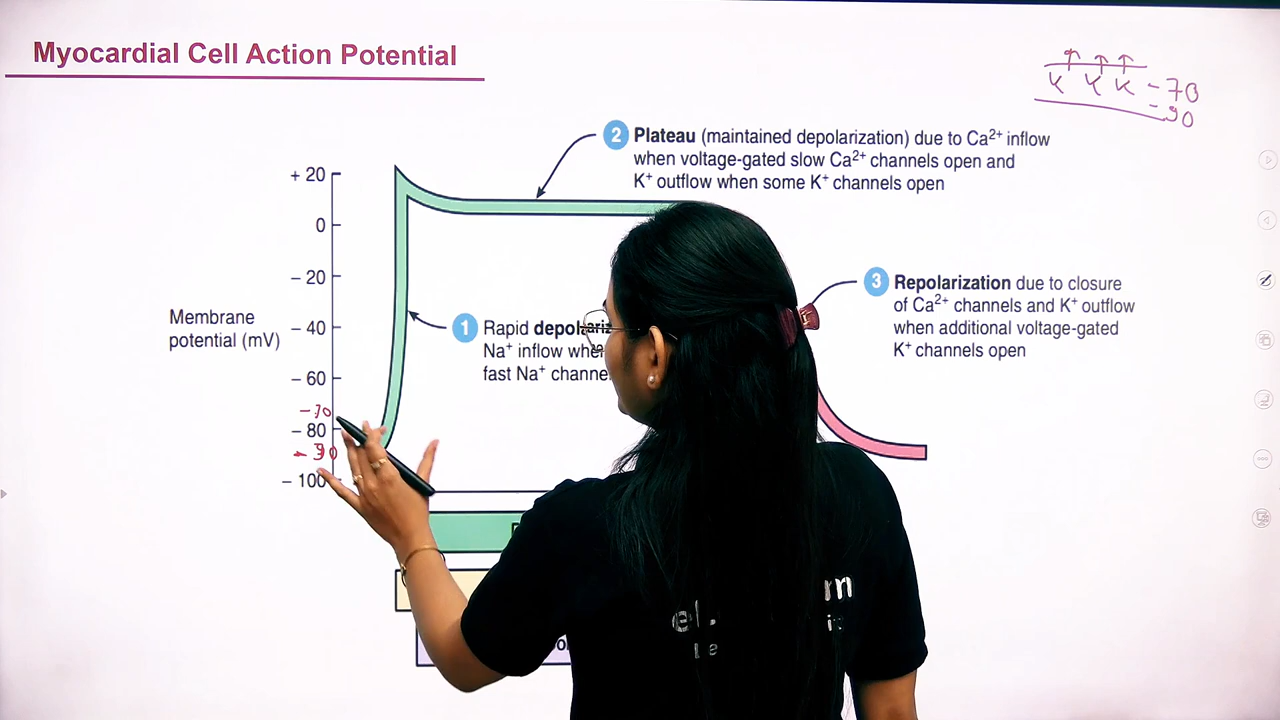 Myocardial Cell Action Potential
K K K - 70
- 90
2 Plateau (maintained depolarization) due to Ca²⁺ inflow
when voltage-gated slow Ca²⁺ channels open and
K⁺ outflow when some K⁺ channels open
+ 20
0
– 20
– 40
– 60
- 70
– 80
- 90
– 100
Membrane
potential (mV)
1 Rapid depolariz
Na⁺ inflow whe
fast Na⁺ channe
3 Repolarization due to closure
of Ca²⁺ channels and K⁺ outflow
when additional voltage-gated
K⁺ channels open